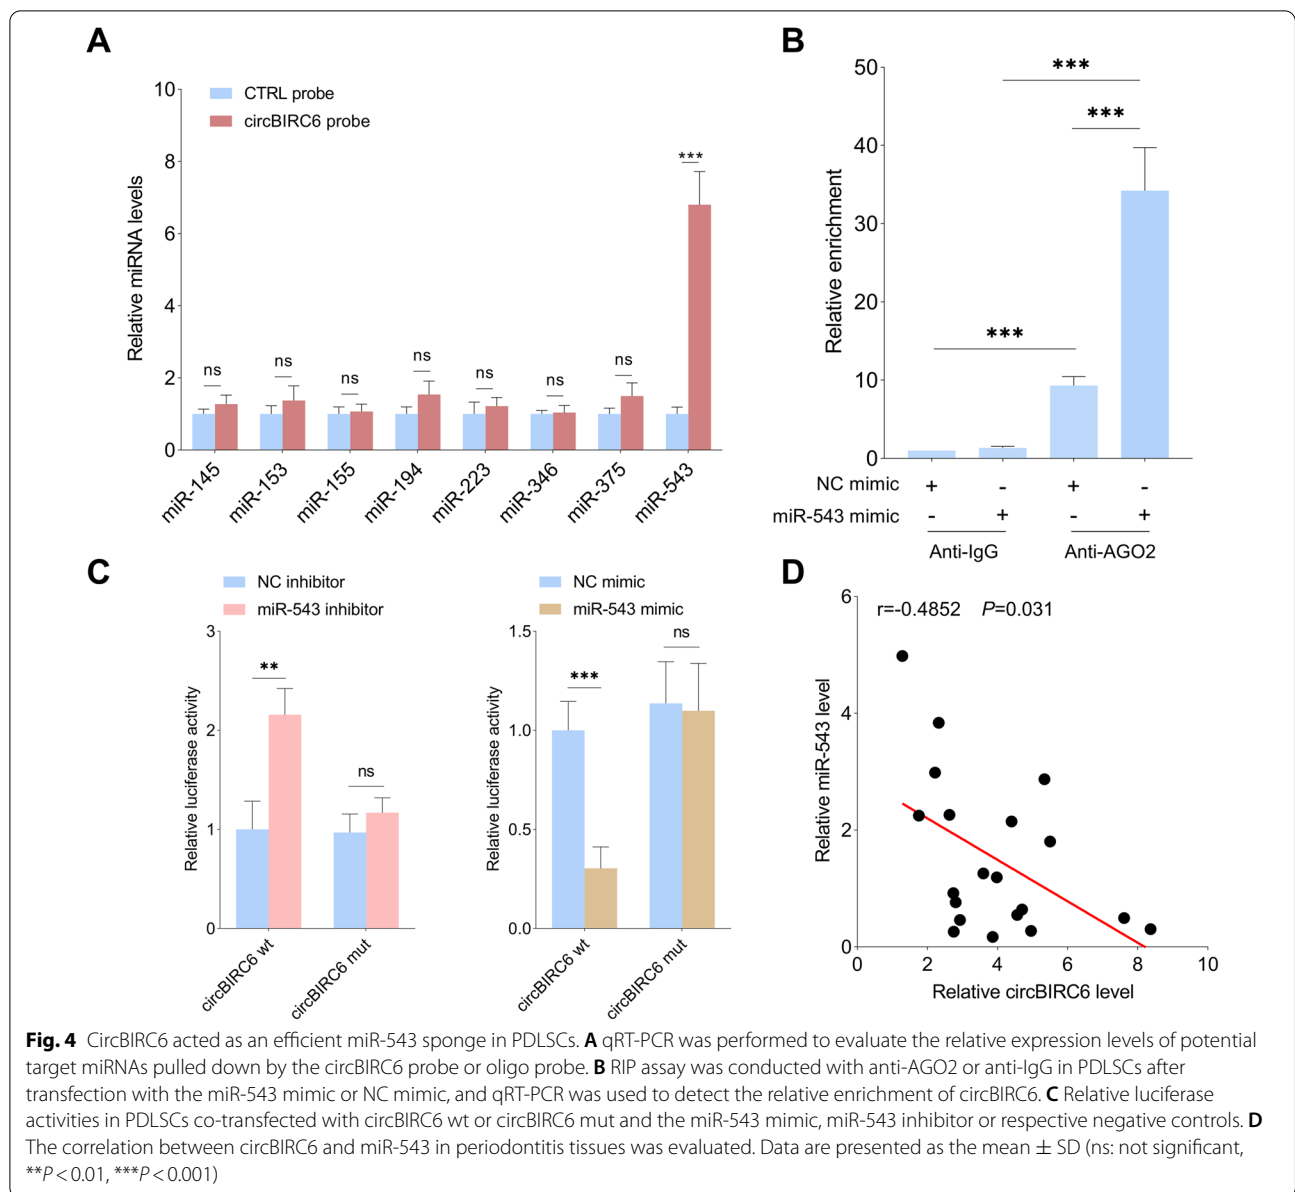 A
CTRL probe
circBIRC6 probe
Relative miRNA levels
10
8
6
4
2
0
ns
ns
ns
ns
ns
ns
ns
***
miR-145
miR-153
miR-155
miR-194
miR-223
miR-346
miR-375
miR-543
B
Relative enrichment
50
40
30
20
10
0
***
***
***
NC mimic + - + -
miR-543 mimic - + - +
Anti-IgG Anti-AGO2
C
NC inhibitor
miR-543 inhibitor
Relative luciferase activity
3
2
1
0
**
ns
circBIRC6 wt
circBIRC6 mut
NC mimic
miR-543 mimic
Relative luciferase activity
1.5
1.0
0.5
0.0
***
ns
circBIRC6 wt
circBIRC6 mut
D
r=-0.4852 P=0.031
Relative miR-543 level
6
4
2
0
0 2 4 6 8 10
Relative circBIRC6 level
Fig. 4 CircBIRC6 acted as an efficient miR-543 sponge in PDLSCs. A qRT-PCR was performed to evaluate the relative expression levels of potential
target miRNAs pulled down by the circBIRC6 probe or oligo probe. B RIP assay was conducted with anti-AGO2 or anti-IgG in PDLSCs after
transfection with the miR-543 mimic or NC mimic, and qRT-PCR was used to detect the relative enrichment of circBIRC6. C Relative luciferase
activities in PDLSCs co-transfected with circBIRC6 wt or circBIRC6 mut and the miR-543 mimic, miR-543 inhibitor or respective negative controls. D
The correlation between circBIRC6 and miR-543 in periodontitis tissues was evaluated. Data are presented as the mean ± SD (ns: not significant,
**P < 0.01, ***P < 0.001)